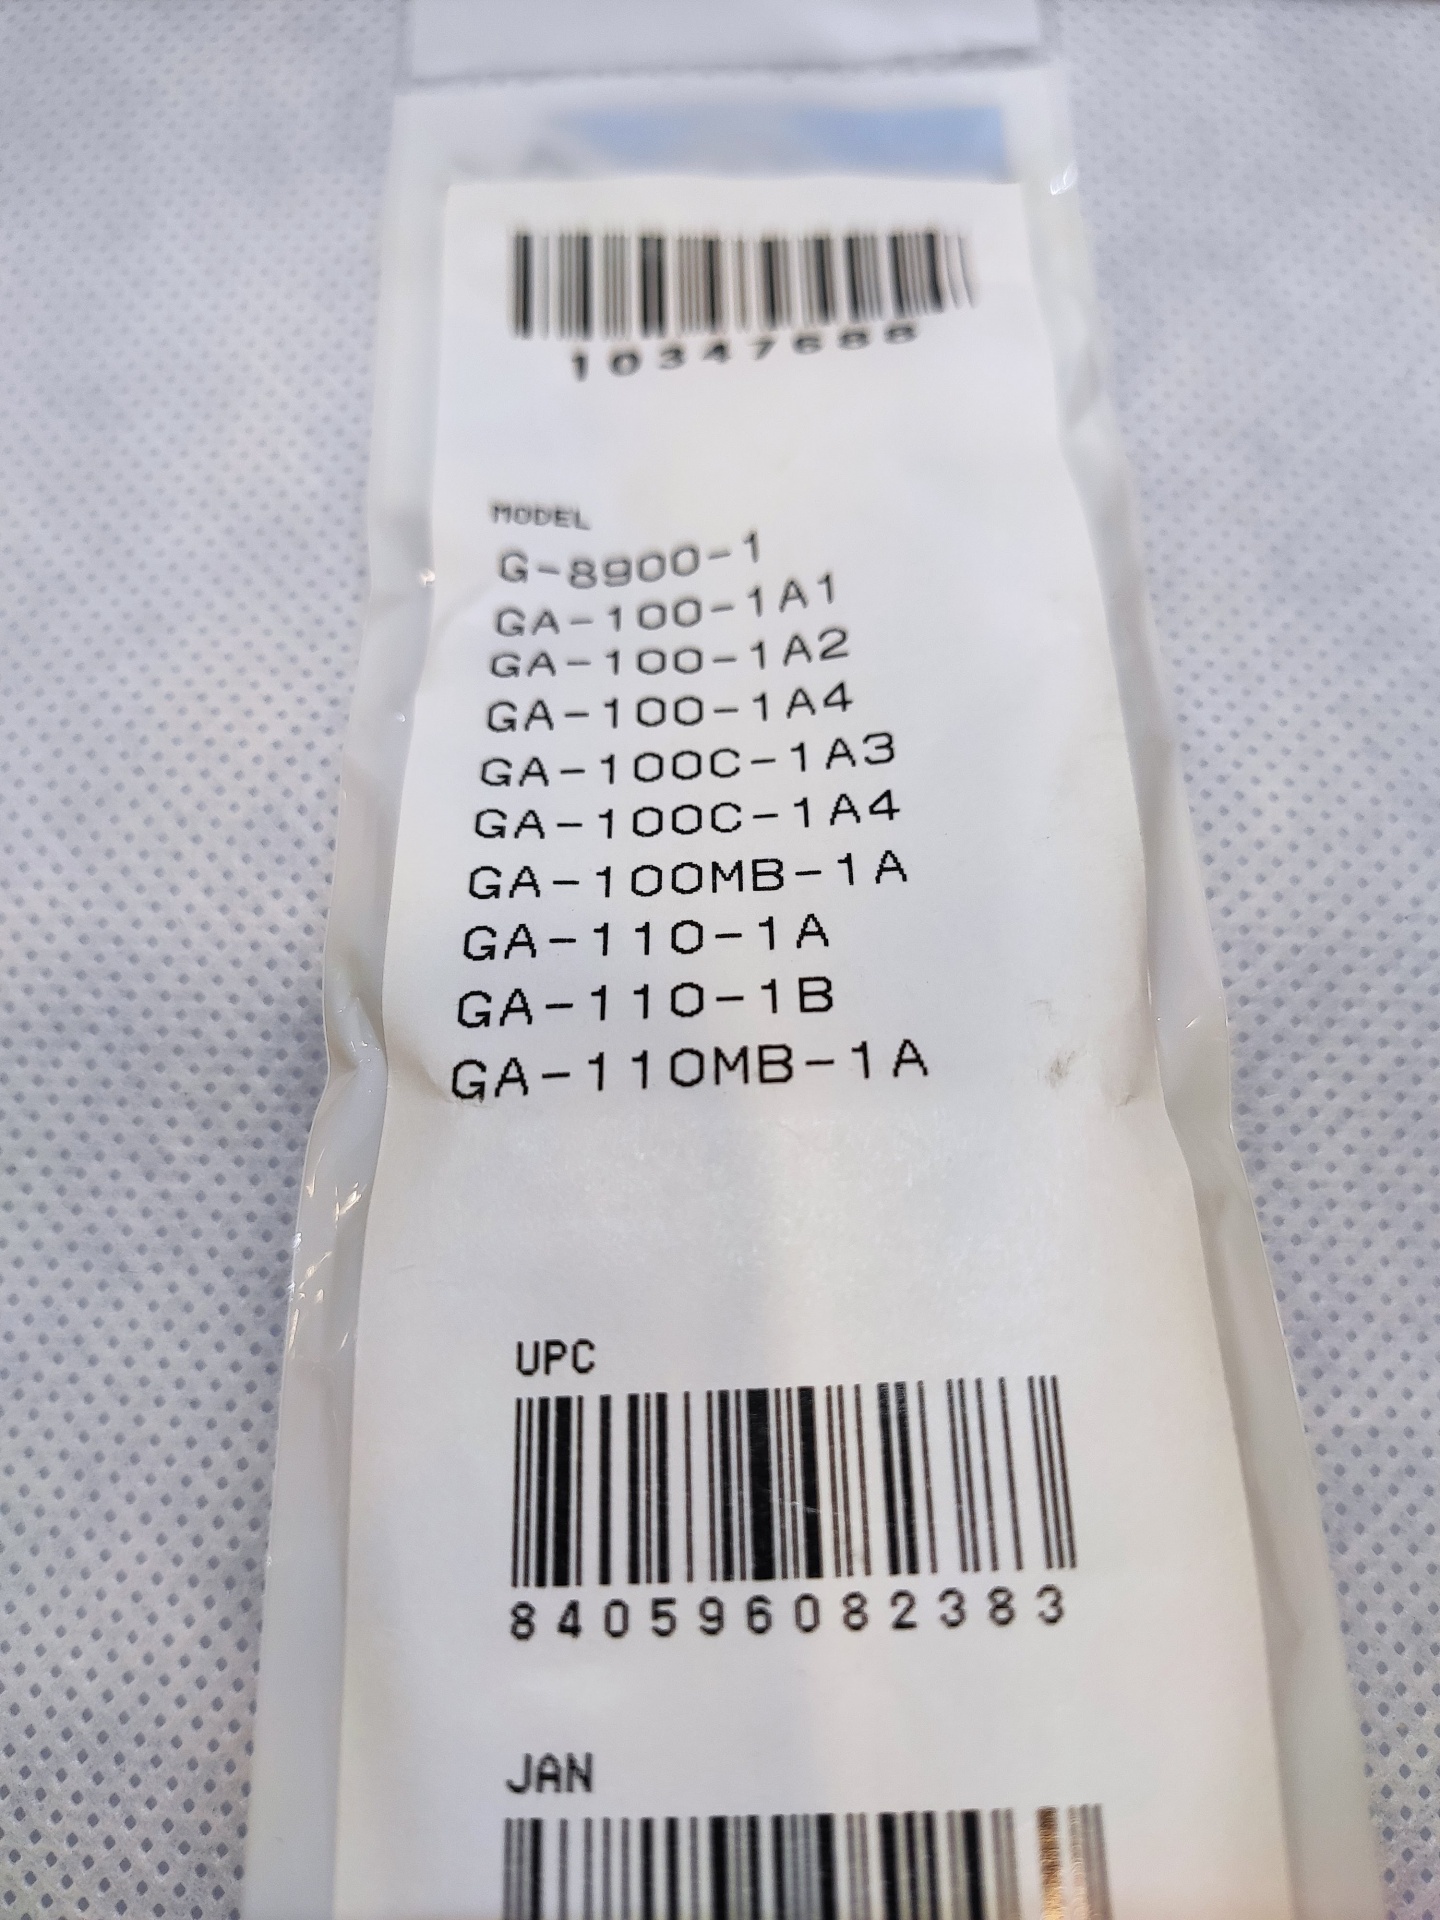 10347688
MODEL
G-8900-1
GA-100-1A1
GA-100-1A2
GA-100-1A4
GA-100C-1A3
GA-100C-1A4
GA-100MB-1A
GA-110-1A
GA-110-1B
GA-110MB-1A
UPC
840596082383
JAN